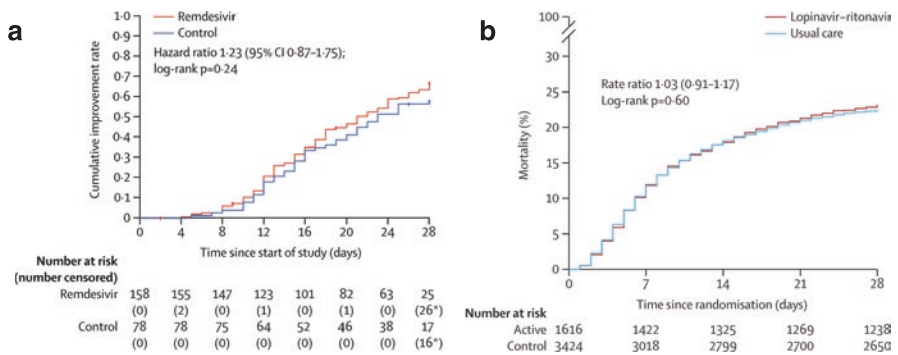 a
Remdesivir
Control
Hazard ratio 1·23 (95% CI 0·87–1·75);
log-rank p=0·24
Cumulative improvement rate
1·0
0·9
0·8
0·7
0·6
0·5
0·4
0·3
0·2
0·1
0
0 4 8 12 16 20 24 28
Time since start of study (days)
Number at risk
(number censored)
Remdesivir 158 155 147 123 101 82 63 25
(0) (2) (0) (1) (0) (1) (0) (26*)
Control 78 78 75 64 52 46 38 17
(0) (0) (0) (0) (0) (0) (0) (16*)
b
Lopinavir–ritonavir
Usual care
Rate ratio 1·03 (0·91–1·17)
Log-rank p=0·60
Mortality (%)
100
30
25
20
15
10
5
0
0 7 14 21 28
Time since randomisation (days)
Number at risk
Active 1616 1422 1325 1269 1238
Control 3424 3018 2799 2700 2650